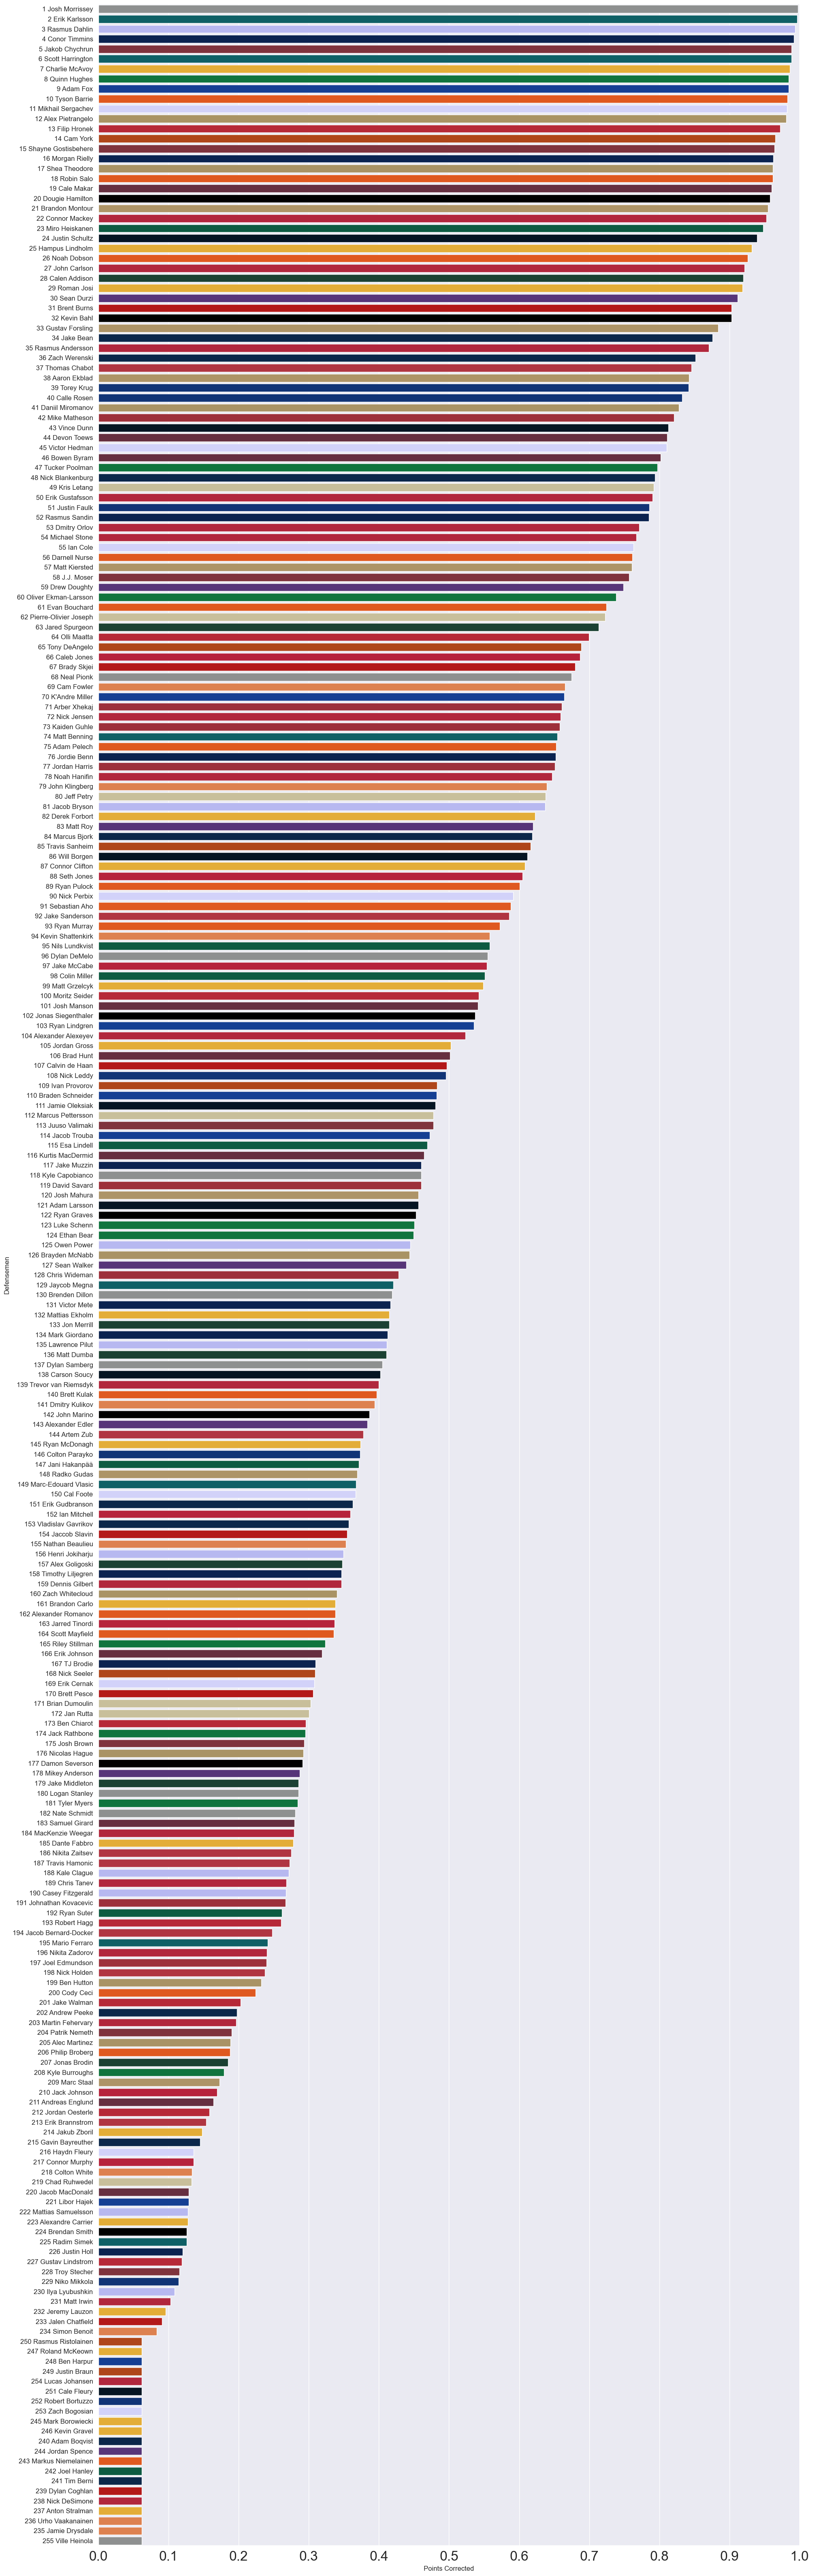 1 Josh Morrissey
2 Erik Karlsson
3 Rasmus Dahlin
4 Conor Timmins
5 Jakob Chychrun
6 Scott Harrington
7 Charlie McAvoy
8 Quinn Hughes
9 Adam Fox
10 Tyson Barrie
11 Mikhail Sergachev
12 Alex Pietrangelo
13 Filip Hronek
14 Cam York
15 Shayne Gostisbehere
16 Morgan Rielly
17 Shea Theodore
18 Robin Salo
19 Cale Makar
20 Dougie Hamilton
21 Brandon Montour
22 Connor Mackey
23 Miro Heiskanen
24 Justin Schultz
25 Hampus Lindholm
26 Noah Dobson
27 John Carlson
28 Calen Addison
29 Roman Josi
30 Sean Durzi
31 Brent Burns
32 Kevin Bahl
33 Gustav Forsling
34 Jake Bean
35 Rasmus Andersson
36 Zach Werenski
37 Thomas Chabot
38 Aaron Ekblad
39 Torey Krug
40 Calle Rosen
41 Daniil Miromanov
42 Mike Matheson
43 Vince Dunn
44 Devon Toews
45 Victor Hedman
46 Bowen Byram
47 Tucker Poolman
48 Nick Blankenburg
49 Kris Letang
50 Erik Gustafsson
51 Justin Faulk
52 Rasmus Sandin
53 Dmitry Orlov
54 Michael Stone
55 Ian Cole
56 Darnell Nurse
57 Matt Kiersted
58 J.J. Moser
59 Drew Doughty
60 Oliver Ekman-Larsson
61 Evan Bouchard
62 Pierre-Olivier Joseph
63 Jared Spurgeon
64 Olli Maatta
65 Tony DeAngelo
66 Caleb Jones
67 Brady Skjei
68 Neal Pionk
69 Cam Fowler
70 K'Andre Miller
71 Arber Xhekaj
72 Nick Jensen
73 Kaiden Guhle
74 Matt Benning
75 Adam Pelech
76 Jordie Benn
77 Jordan Harris
78 Noah Hanifin
79 John Klingberg
80 Jeff Petry
81 Jacob Bryson
82 Derek Forbort
83 Matt Roy
84 Marcus Bjork
85 Travis Sanheim
86 Will Borgen
87 Connor Clifton
88 Seth Jones
89 Ryan Pulock
90 Nick Perbix
91 Sebastian Aho
92 Jake Sanderson
93 Ryan Murray
94 Kevin Shattenkirk
95 Nils Lundkvist
96 Dylan DeMelo
97 Jake McCabe
98 Colin Miller
99 Matt Grzelcyk
100 Moritz Seider
101 Josh Manson
102 Jonas Siegenthaler
103 Ryan Lindgren
104 Alexander Alexeyev
105 Jordan Gross
106 Brad Hunt
107 Calvin de Haan
108 Nick Leddy
109 Ivan Provorov
110 Braden Schneider
111 Jamie Oleksiak
112 Marcus Pettersson
113 Juuso Valimaki
114 Jacob Trouba
115 Esa Lindell
116 Kurtis MacDermid
117 Jake Muzzin
118 Kyle Capobianco
119 David Savard
120 Josh Mahura
121 Adam Larsson
122 Ryan Graves
123 Luke Schenn
124 Ethan Bear
125 Owen Power
126 Brayden McNabb
127 Sean Walker
128 Chris Wideman
129 Jaycob Megna
130 Brenden Dillon
131 Victor Mete
132 Mattias Ekholm
133 Jon Merrill
134 Mark Giordano
135 Lawrence Pilut
136 Matt Dumba
137 Dylan Samberg
138 Carson Soucy
139 Trevor van Riemsdyk
140 Brett Kulak
141 Dmitry Kulikov
142 John Marino
143 Alexander Edler
144 Artem Zub
145 Ryan McDonagh
146 Colton Parayko
147 Jani Hakanpää
148 Radko Gudas
149 Marc-Edouard Vlasic
150 Cal Foote
151 Erik Gudbranson
152 Ian Mitchell
153 Vladislav Gavrikov
154 Jaccob Slavin
155 Nathan Beaulieu
156 Henri Jokiharju
157 Alex Goligoski
158 Timothy Liljegren
159 Dennis Gilbert
160 Zach Whitecloud
161 Brandon Carlo
162 Alexander Romanov
163 Jarred Tinordi
164 Scott Mayfield
165 Riley Stillman
166 Erik Johnson
167 TJ Brodie
168 Nick Seeler
169 Erik Cernak
170 Brett Pesce
171 Brian Dumoulin
172 Jan Rutta
173 Ben Chiarot
174 Jack Rathbone
175 Josh Brown
176 Nicolas Hague
177 Damon Severson
178 Mikey Anderson
179 Jake Middleton
180 Logan Stanley
181 Tyler Myers
182 Nate Schmidt
183 Samuel Girard
184 MacKenzie Weegar
185 Dante Fabbro
186 Nikita Zaitsev
187 Travis Hamonic
188 Kale Clague
189 Chris Tanev
190 Casey Fitzgerald
191 Johnathan Kovacevic
192 Ryan Suter
193 Robert Hagg
194 Jacob Bernard-Docker
195 Mario Ferraro
196 Nikita Zadorov
197 Joel Edmundson
198 Nick Holden
199 Ben Hutton
200 Cody Ceci
201 Jake Walman
202 Andrew Peeke
203 Martin Fehervary
204 Patrik Nemeth
205 Alec Martinez
206 Philip Broberg
207 Jonas Brodin
208 Kyle Burroughs
209 Marc Staal
210 Jack Johnson
211 Andreas Englund
212 Jordan Oesterle
213 Erik Brannstrom
214 Jakub Zboril
215 Gavin Bayreuther
216 Haydn Fleury
217 Connor Murphy
218 Colton White
219 Chad Ruhwedel
220 Jacob MacDonald
221 Libor Hajek
222 Mattias Samuelsson
223 Alexandre Carrier
224 Brendan Smith
225 Radim Simek
226 Justin Holl
227 Gustav Lindstrom
228 Troy Stecher
229 Niko Mikkola
230 Ilya Lyubushkin
231 Matt Irwin
232 Jeremy Lauzon
233 Jalen Chatfield
234 Simon Benoit
250 Rasmus Ristolainen
247 Roland McKeown
248 Ben Harpur
249 Justin Braun
254 Lucas Johansen
251 Cale Fleury
252 Robert Bortuzzo
253 Zach Bogosian
245 Mark Borowiecki
246 Kevin Gravel
240 Adam Boqvist
244 Jordan Spence
243 Markus Niemelainen
242 Joel Hanley
241 Tim Berni
239 Dylan Coghlan
238 Nick DeSimone
237 Anton Stralman
236 Urho Vaakanainen
235 Jamie Drysdale
255 Ville Heinola
Defensemen
0.0 0.1 0.2 0.3 0.4 0.5 0.6 0.7 0.8 0.9 1.0
Points Corrected